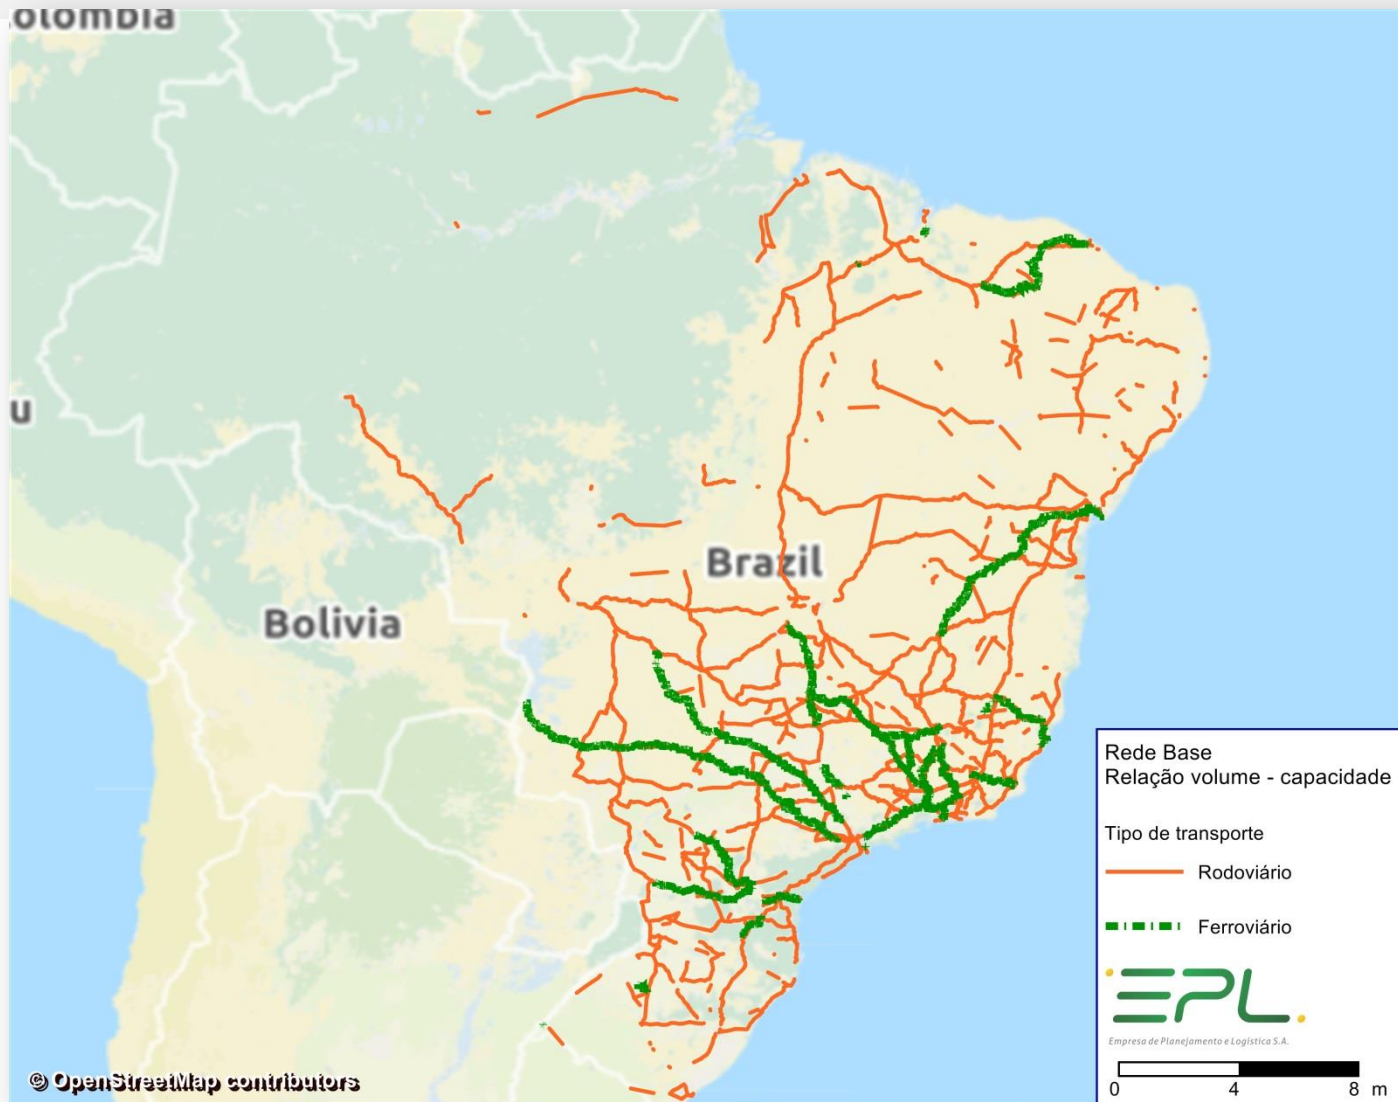 olombia
u
Brazil
Bolivia
Rede Base
Relação volume - capacidade
Tipo de transporte
Rodoviário
Ferroviário
EPL
Empresa de Planejamento e Logística S.A.
0 4 8 m
© OpenStreetMap contributors